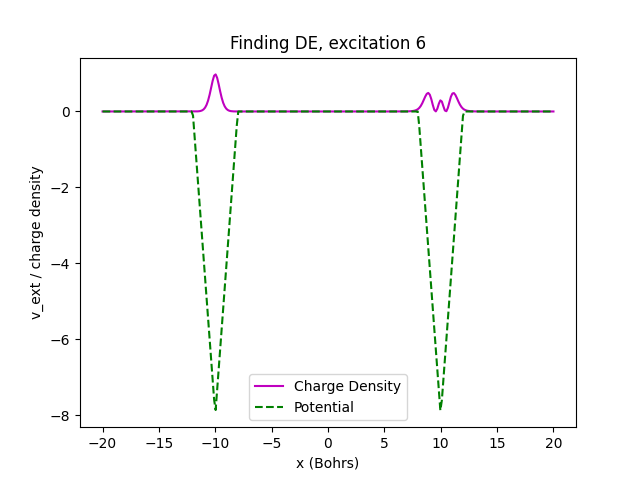 Finding DE, excitation 6
v_ext / charge density
0
−2
−4
−6
−8
Charge Density
Potential
−20 −15 −10 −5 0 5 10 15 20
x (Bohrs)